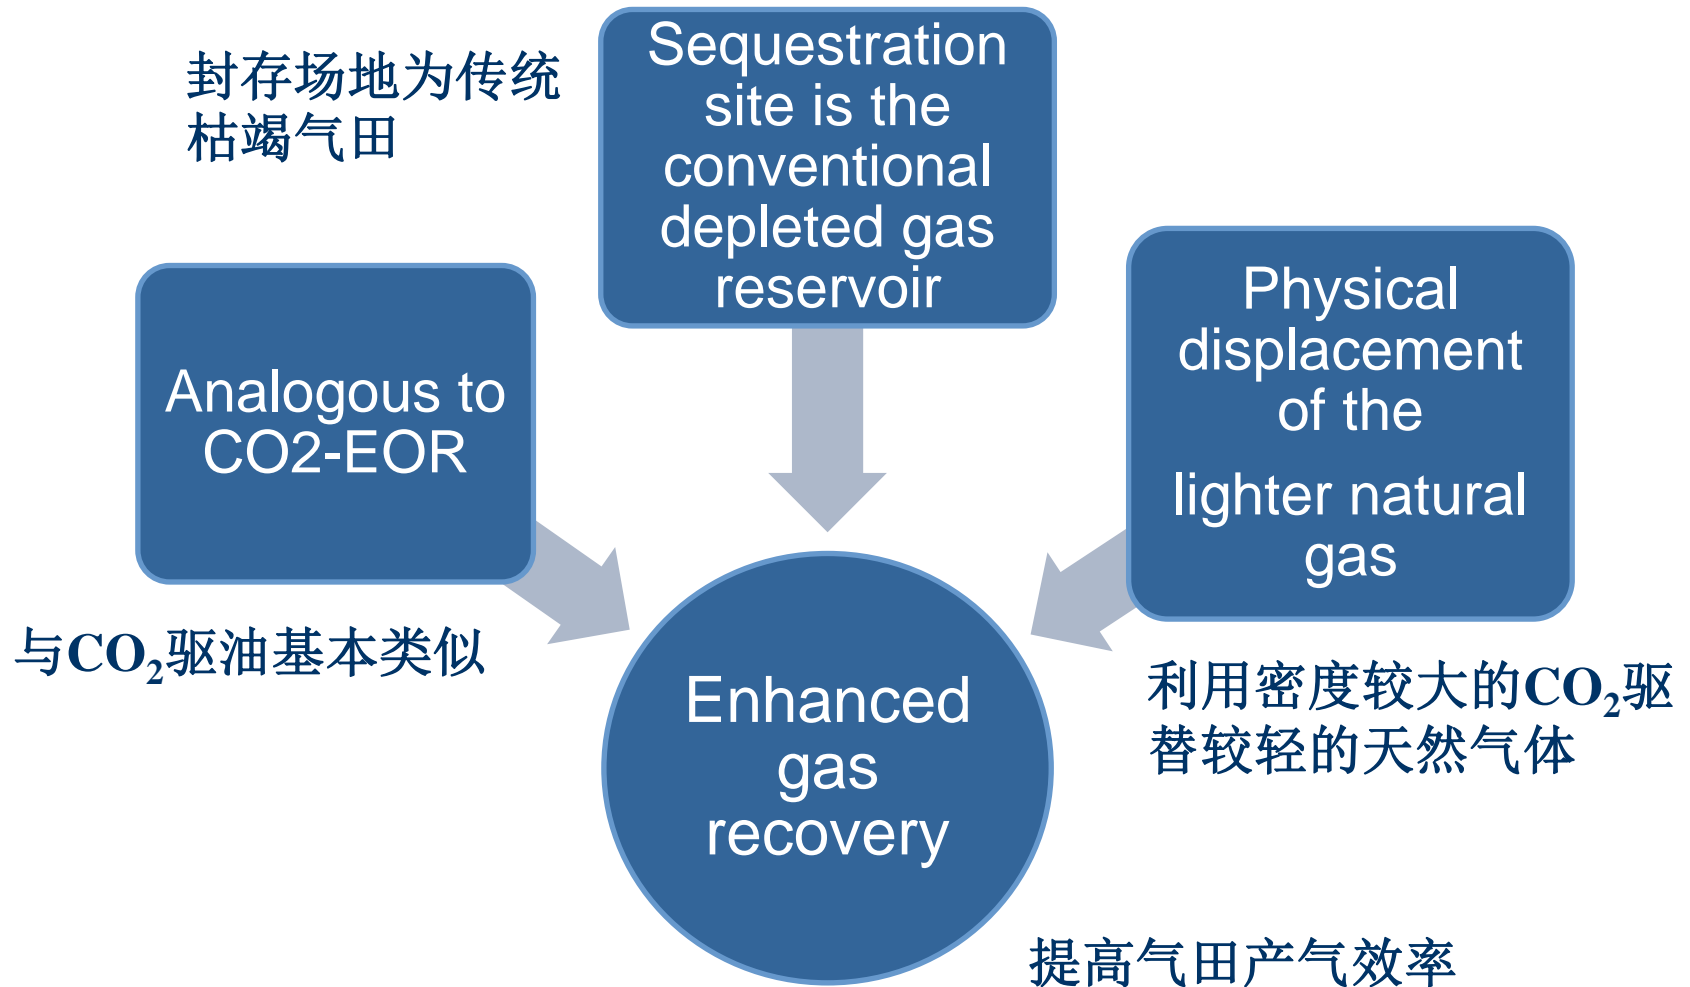 封存场地为传统
枯竭气田
Sequestration
site is the
conventional
depleted gas
reservoir
Analogous to
CO2-EOR
与CO₂驱油基本类似
Physical
displacement
of the
lighter natural
gas
利用密度较大的CO₂驱
替较轻的天然气体
Enhanced
gas
recovery
提高气田产气效率